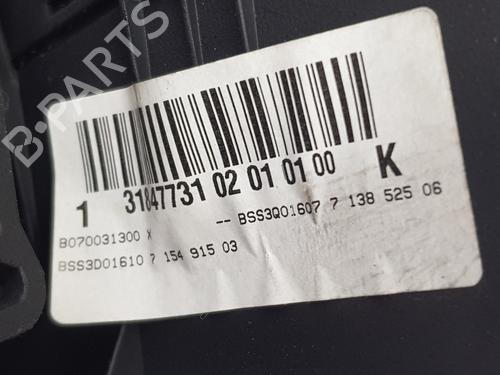 B-PARTS
1 31847731 02 01 01 00 K
B070031300 X -- BSS3Q01607 7 138 525 06
BSS3D01610 7 154 915 03